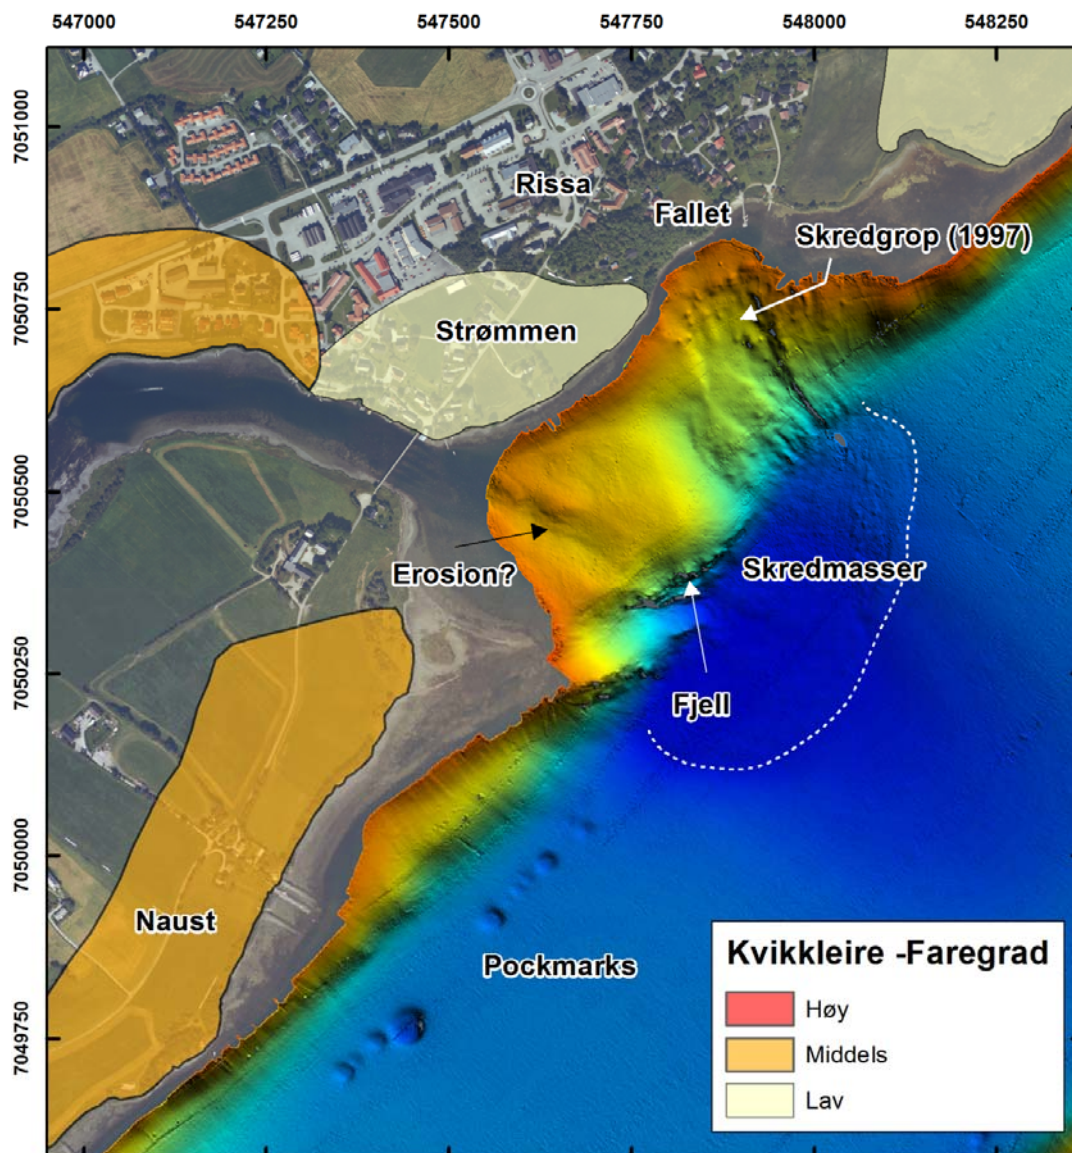 547000 547250 547500 547750 548000 548250
7051000
7050750
7050500
7050250
7050000
7049750
Rissa
Fallet
Skredgrop (1997)
Strømmen
Erosion?
Skredmasser
Fjell
Naust
Pockmarks
Kvikkleire -Faregrad
Høy
Middels
Lav